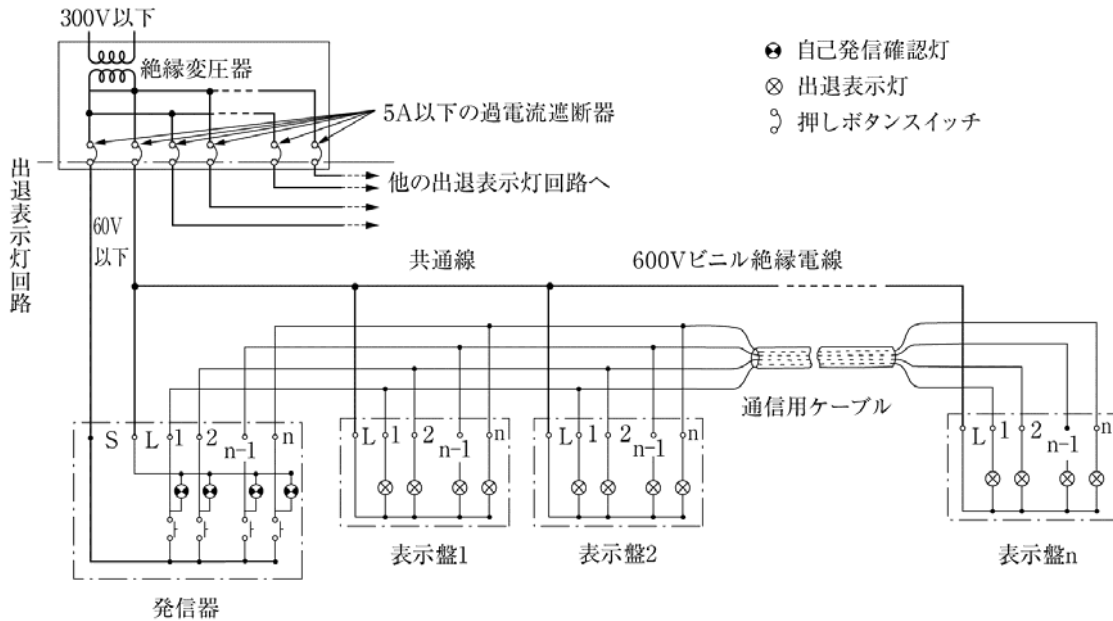 300V以下
絶縁変圧器
5A以下の過電流遮断器
自己発信確認灯
出退表示灯
押しボタンスイッチ
他の出退表示灯回路へ
出退表示灯回路
60V
以下
共通線
600Vビニル絶縁電線
通信用ケーブル
S L 1 2 n-1 n
L 1 2 n-1 n
L 1 2 n-1 n
L 1 2 n-1 n
発信器
表示盤1
表示盤2
表示盤n